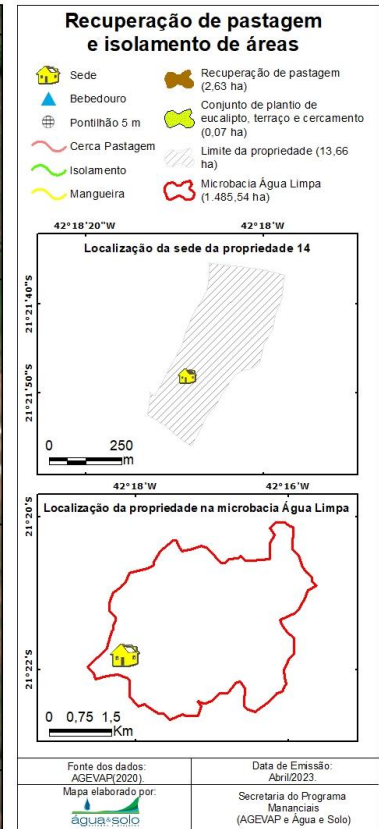 Recuperação de pastagem
e isolamento de áreas
Sede
Bebedouro
Pontilhão 5 m
Cerca Pastagem
Isolamento
Mangueira
Recuperação de pastagem
(2,63 ha)
Conjunto de plantio de
eucalipto, terraço e cercamento
(0,07 ha)
Limite da propriedade (13,66
ha)
Microbacia Água Limpa
(1.485,54 ha)
42°18'20"W
42°18'W
Localização da sede da propriedade 14
21°21'40"S
21°21'50"S
0 250
m
42°18'W
42°16'W
Localização da propriedade na microbacia Água Limpa
21°20'S
21°22'S
0 0,75 1,5
Km
Fonte dos dados:
AGEVAP(2020).
Data de Emissão:
Abril/2023.
Mapa elaborado por:
água&solo
Secretaria do Programa
Mananciais
(AGEVAP e Água e Solo)